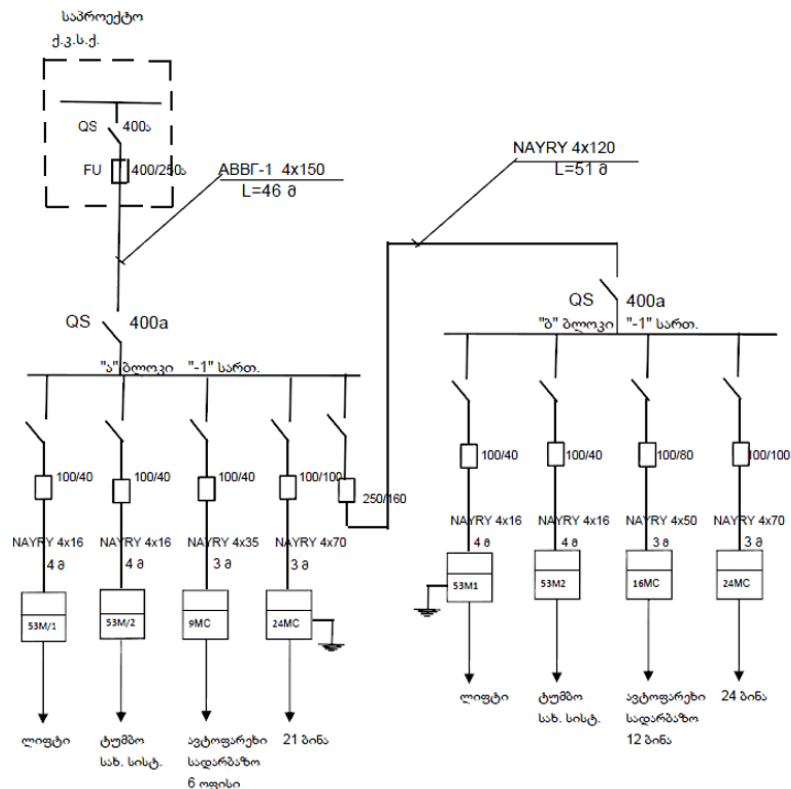 საპროექტო
ქ.კ.ს.ქ.
QS 400ა
FU 400/250ა
АВВГ-1 4x150
L=46 მ
NAYRY 4x120
L=51 მ
QS 400a
"ა" ბლოკი "-1" სართ.
100/40
100/40
100/40
100/100
250/160
NAYRY 4x16
4 მ
NAYRY 4x16
4 მ
NAYRY 4x35
3 მ
NAYRY 4x70
3 მ
53M/1
53M/2
9MC
24MC
ლიფტი
ტუმბო
სახ. სისტ.
ავტოფარეხი
სადარბაზო
6 ოფისი
21 ბინა
QS 400a
"ბ" ბლოკი "-1" სართ.
100/40
100/40
100/80
100/100
NAYRY 4x16
4 მ
NAYRY 4x16
4 მ
NAYRY 4x50
3 მ
NAYRY 4x70
3 მ
53M1
53M2
16MC
24MC
ლიფტი
ტუმბო
სახ. სისტ.
ავტოფარეხი
სადარბაზო
12 ბინა
24 ბინა